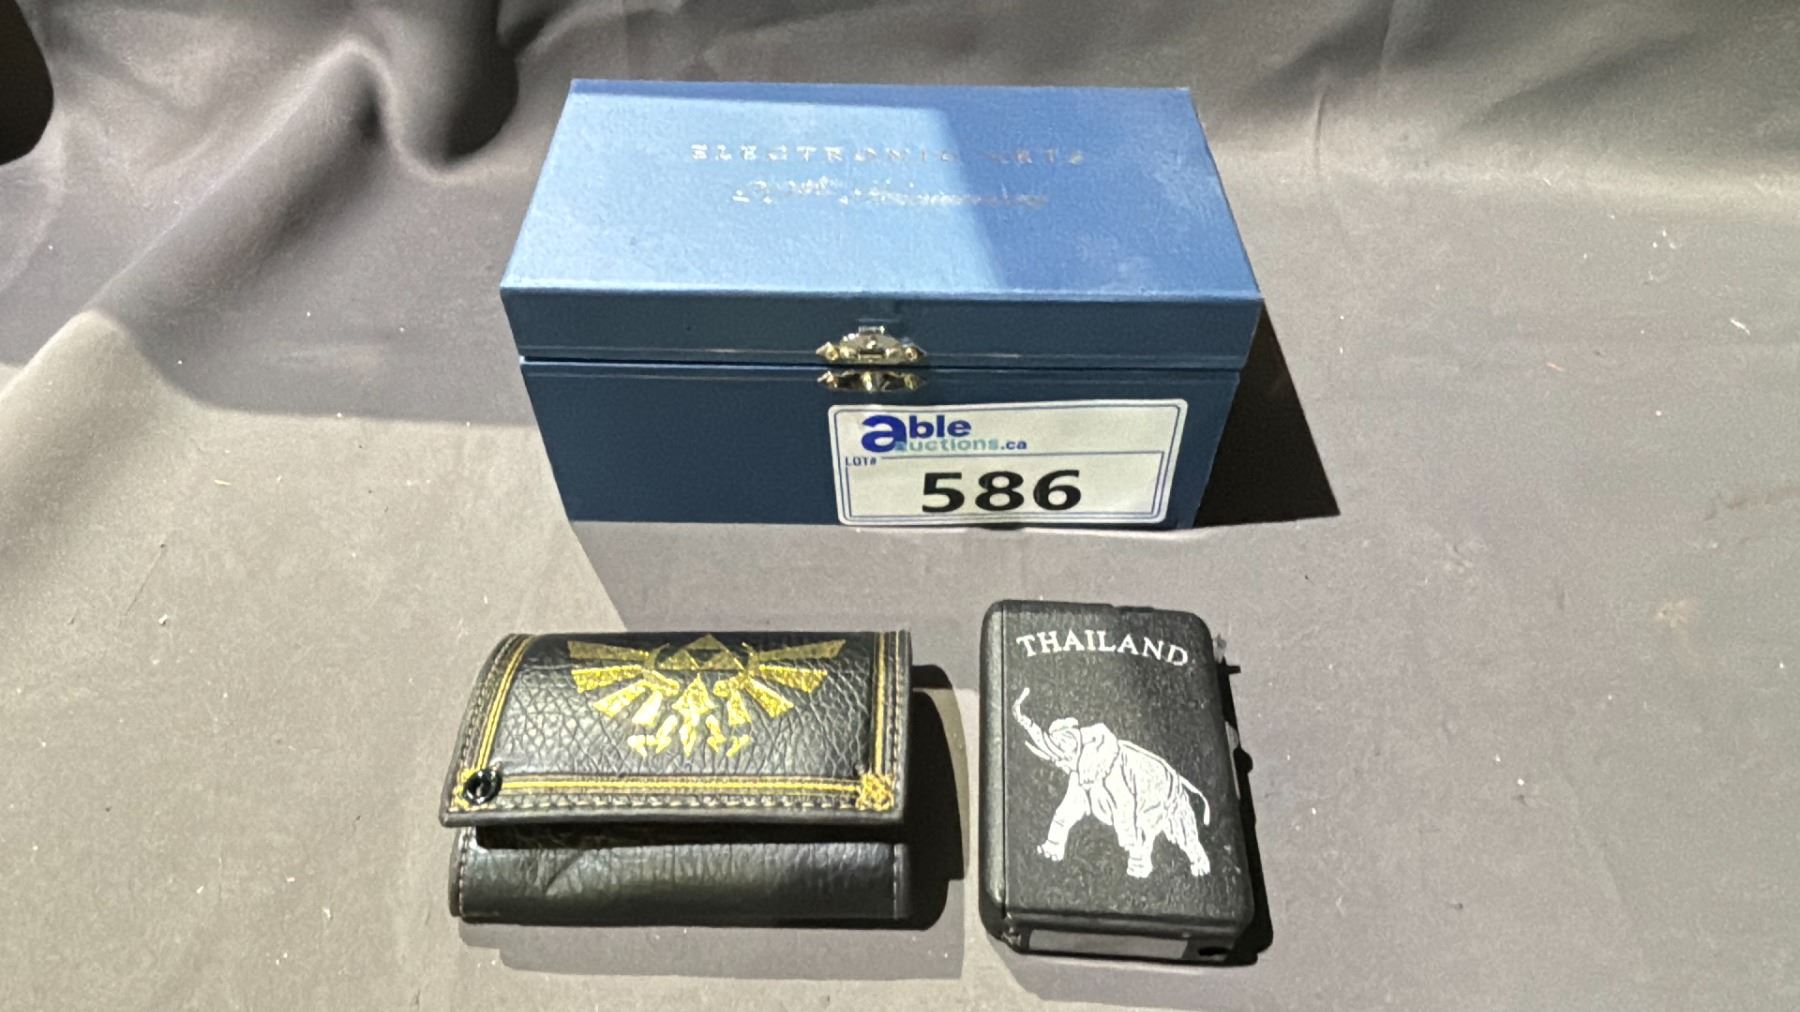 ELECTRONIC ARTS
able
auctions.ca
LOT#
586
THAILAND